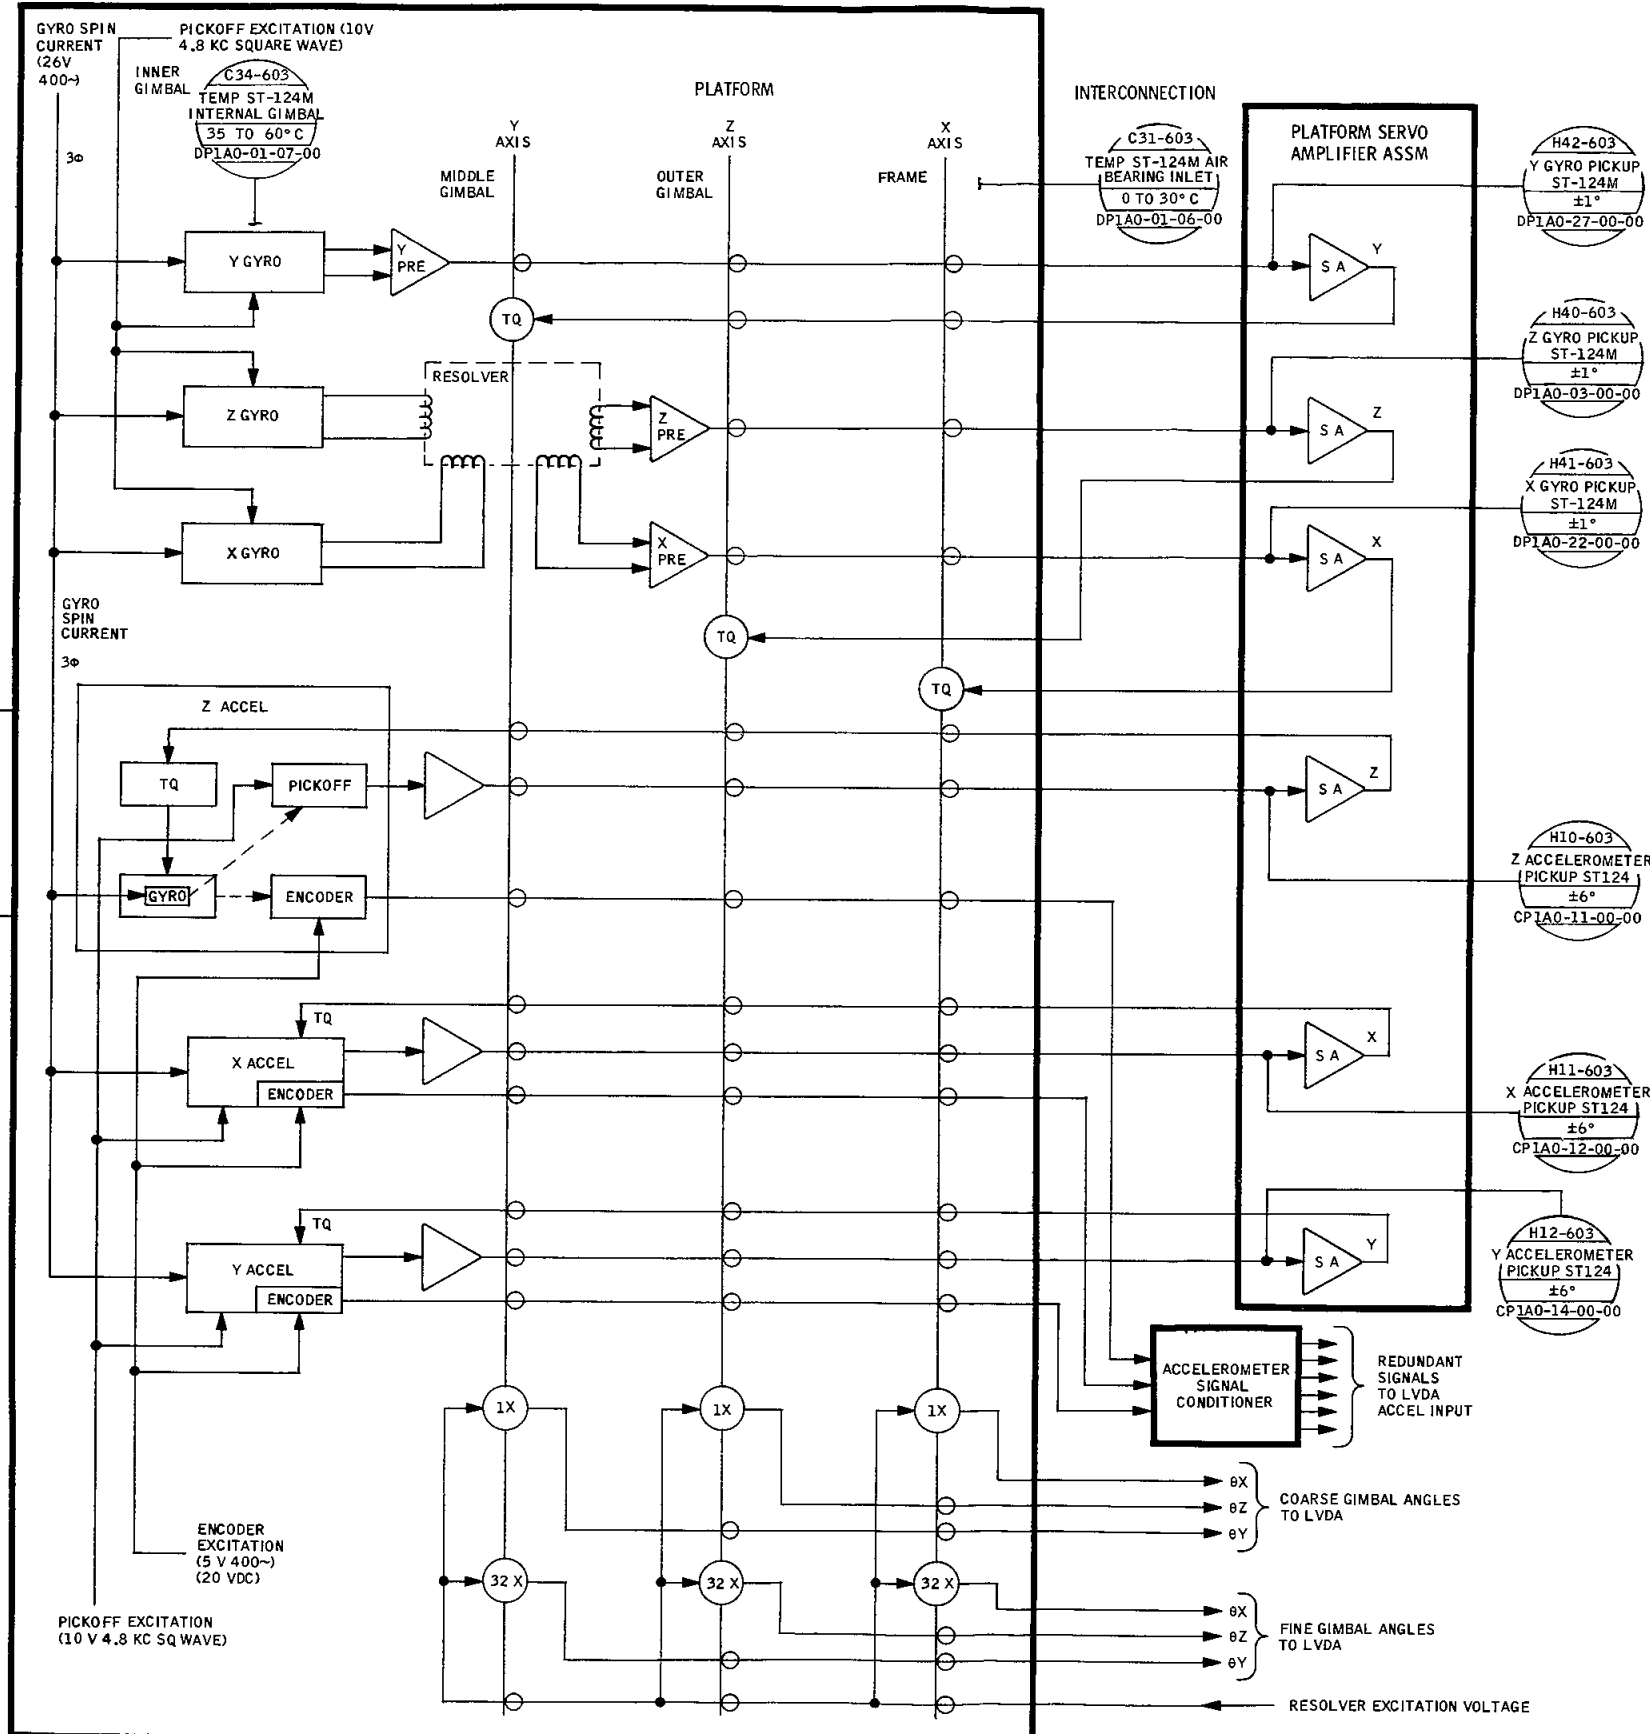 GYRO SPIN
CURRENT
(26V
400~)
PICKOFF EXCITATION (10V
4.8 KC SQUARE WAVE)
INNER
GIMBAL
C34-603
TEMP ST-124M
INTERNAL GIMBAL
35 TO 60°C
DP1A0-01-07-00
3Φ
PLATFORM
Y
AXIS
Z
AXIS
X
AXIS
MIDDLE
GIMBAL
OUTER
GIMBAL
FRAME
INTERCONNECTION
C31-603
TEMP ST-124M AIR
BEARING INLET
0 TO 30°C
DP1A0-01-06-00
PLATFORM SERVO
AMPLIFIER ASSM
H42-603
Y GYRO PICKUP
ST-124M
±1°
DP1A0-27-00-00
Y GYRO
Y
PRE
SA
Y
TQ
H40-603
Z GYRO PICKUP
ST-124M
±1°
DP1A0-03-00-00
RESOLVER
Z GYRO
Z
PRE
SA
Z
H41-603
X GYRO PICKUP
ST-124M
±1°
DP1A0-22-00-00
X GYRO
X
PRE
SA
X
GYRO
SPIN
CURRENT
3Φ
TQ
TQ
Z ACCEL
TQ
PICKOFF
SA
Z
GYRO
ENCODER
H10-603
Z ACCELEROMETER
PICKUP ST124
±6°
CP1A0-11-00-00
TQ
X ACCEL
ENCODER
SA
X
H11-603
X ACCELEROMETER
PICKUP ST124
±6°
CP1A0-12-00-00
TQ
Y ACCEL
ENCODER
SA
Y
H12-603
Y ACCELEROMETER
PICKUP ST124
±6°
CP1A0-14-00-00
ACCELEROMETER
SIGNAL
CONDITIONER
REDUNDANT
SIGNALS
TO LVDA
ACCEL INPUT
1X
1X
1X
θX
θZ
θY
COARSE GIMBAL ANGLES
TO LVDA
ENCODER
EXCITATION
(5 V 400~)
(20 VDC)
32 X
32 X
32 X
θX
θZ
θY
FINE GIMBAL ANGLES
TO LVDA
PICKOFF EXCITATION
(10 V 4.8 KC SQ WAVE)
RESOLVER EXCITATION VOLTAGE